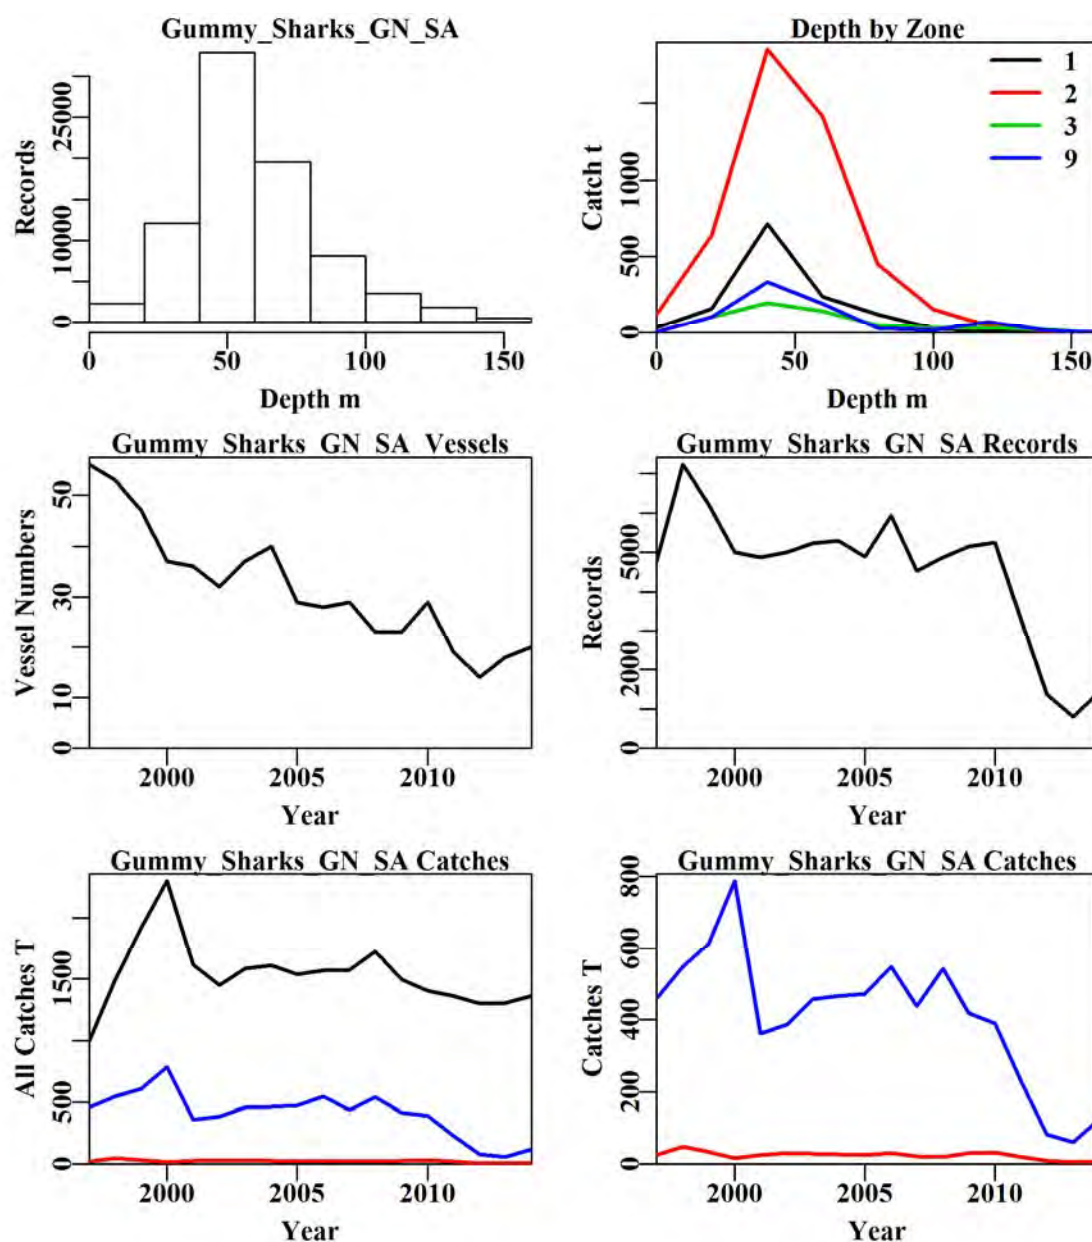 Gummy_Sharks_GN_SA
Records
0
10000
25000
0 50 100 150
Depth m
Depth by Zone
Catch t
0
500
1000
1
2
3
9
0 50 100 150
Depth m
Gummy_Sharks_GN_SA_Vessels
Vessel Numbers
0
10
30
50
2000 2005 2010
Year
Gummy_Sharks_GN_SA Records
Records
0
2000
5000
2000 2005 2010
Year
Gummy_Sharks_GN_SA Catches
All Catches T
0
500
1500
2000 2005 2010
Year
Gummy_Sharks_GN_SA Catches
Catches T
0
200
400
600
800
2000 2005 2010
Year